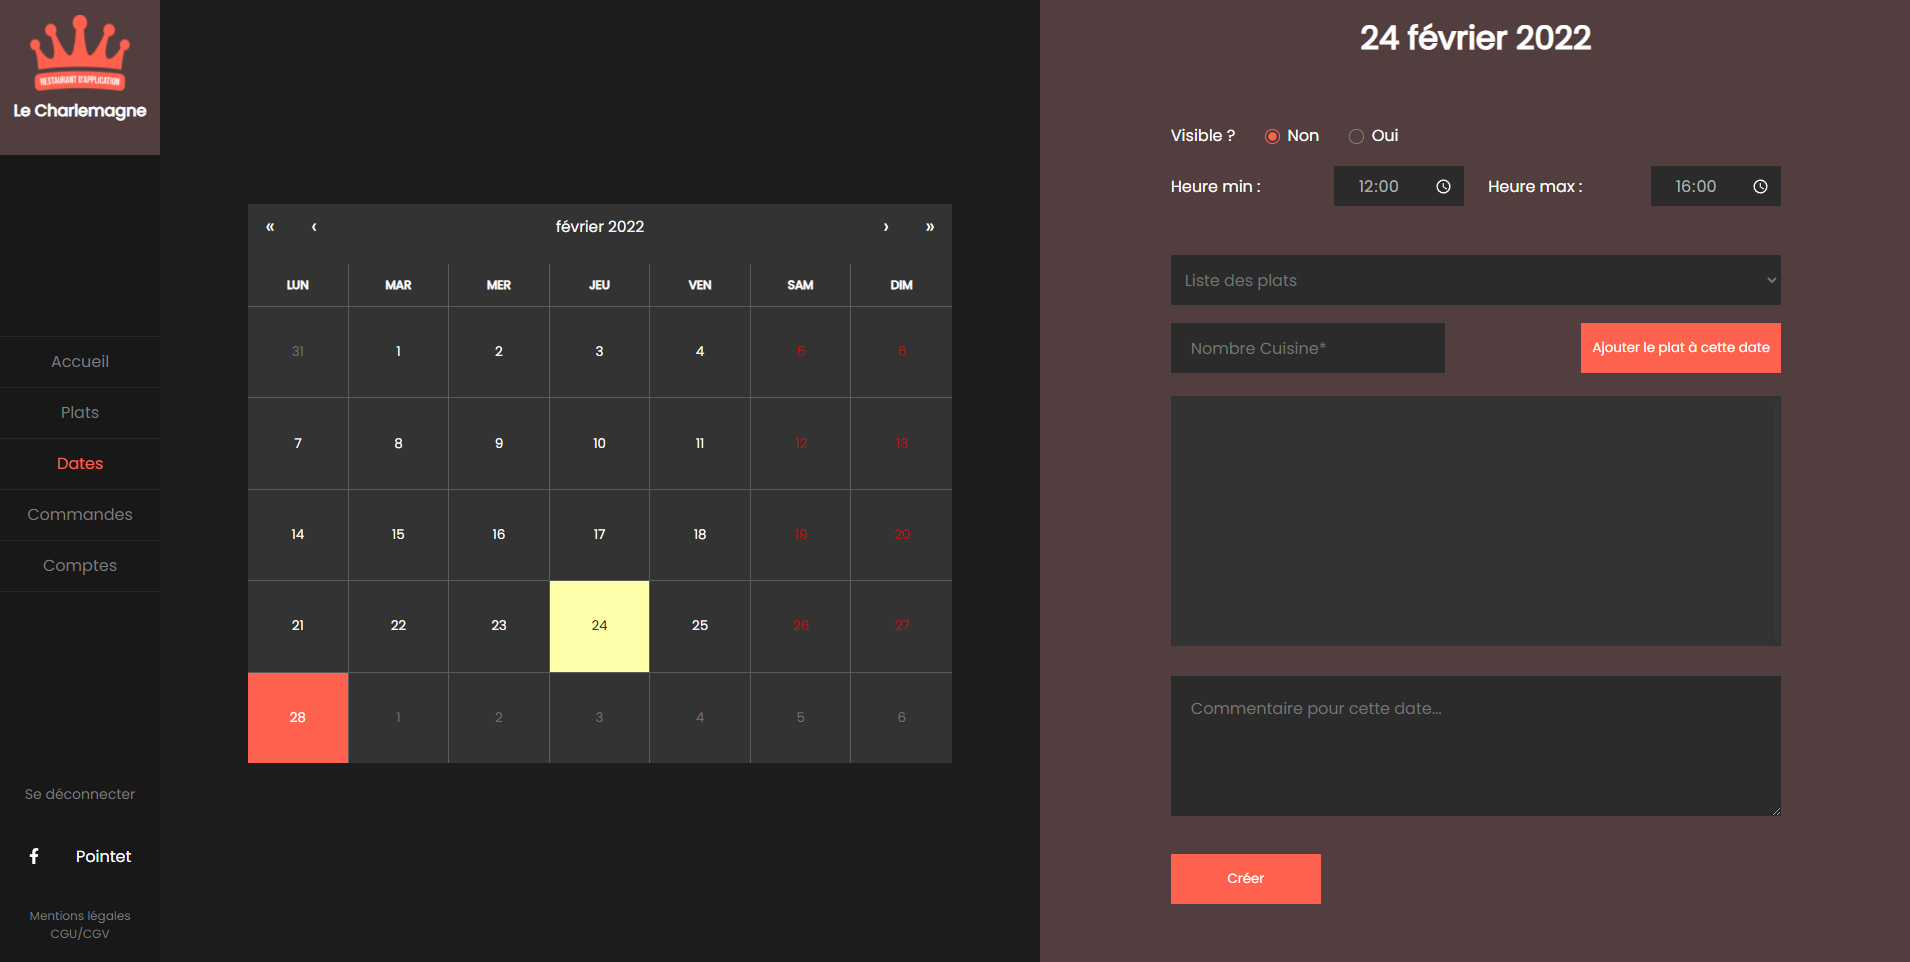 RESTAURANT D'APPLICATION
Le Charlemagne
Accueil
Plats
Dates
Commandes
Comptes
Se déconnecter
Pointet
Mentions légales
CGU/CGV
« ‹ février 2022 › »
LUN MAR MER JEU VEN SAM DIM
31 1 2 3 4 5 6
7 8 9 10 11 12 13
14 15 16 17 18 19 20
21 22 23 24 25 26 27
28 1 2 3 4 5 6
24 février 2022
Visible ? Non Oui
Heure min : 12:00 Heure max : 16:00
Liste des plats
Nombre Cuisine* Ajouter le plat à cette date
Commentaire pour cette date...
Créer